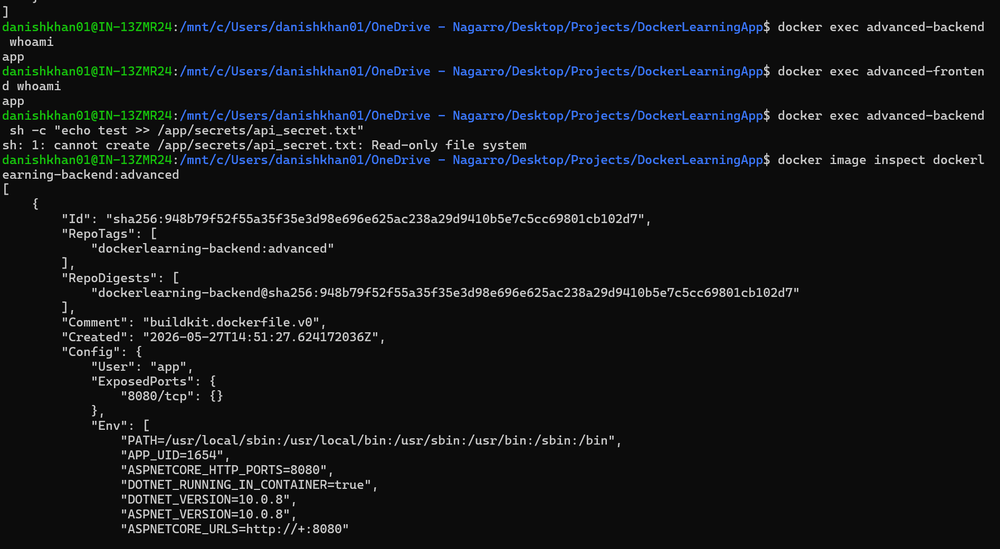 ]
danishkhan01@IN-13ZMR24:/mnt/c/Users/danishkhan01/OneDrive - Nagarro/Desktop/Projects/DockerLearningApp$ docker exec advanced-backend
 whoami
app
danishkhan01@IN-13ZMR24:/mnt/c/Users/danishkhan01/OneDrive - Nagarro/Desktop/Projects/DockerLearningApp$ docker exec advanced-fronten
d whoami
app
danishkhan01@IN-13ZMR24:/mnt/c/Users/danishkhan01/OneDrive - Nagarro/Desktop/Projects/DockerLearningApp$ docker exec advanced-backend
 sh -c "echo test >> /app/secrets/api_secret.txt"
sh: 1: cannot create /app/secrets/api_secret.txt: Read-only file system
danishkhan01@IN-13ZMR24:/mnt/c/Users/danishkhan01/OneDrive - Nagarro/Desktop/Projects/DockerLearningApp$ docker image inspect dockerl
earning-backend:advanced
[
    {
        "Id": "sha256:948b79f52f55a35f35e3d98e696e625ac238a29d9410b5e7c5cc69801cb102d7",
        "RepoTags": [
            "dockerlearning-backend:advanced"
        ],
        "RepoDigests": [
            "dockerlearning-backend@sha256:948b79f52f55a35f35e3d98e696e625ac238a29d9410b5e7c5cc69801cb102d7"
        ],
        "Comment": "buildkit.dockerfile.v0",
        "Created": "2026-05-27T14:51:27.624172036Z",
        "Config": {
            "User": "app",
            "ExposedPorts": {
                "8080/tcp": {}
            },
            "Env": [
                "PATH=/usr/local/sbin:/usr/local/bin:/usr/sbin:/usr/bin:/sbin:/bin",
                "APP_UID=1654",
                "ASPNETCORE_HTTP_PORTS=8080",
                "DOTNET_RUNNING_IN_CONTAINER=true",
                "DOTNET_VERSION=10.0.8",
                "ASPNET_VERSION=10.0.8",
                "ASPNETCORE_URLS=http://+:8080"